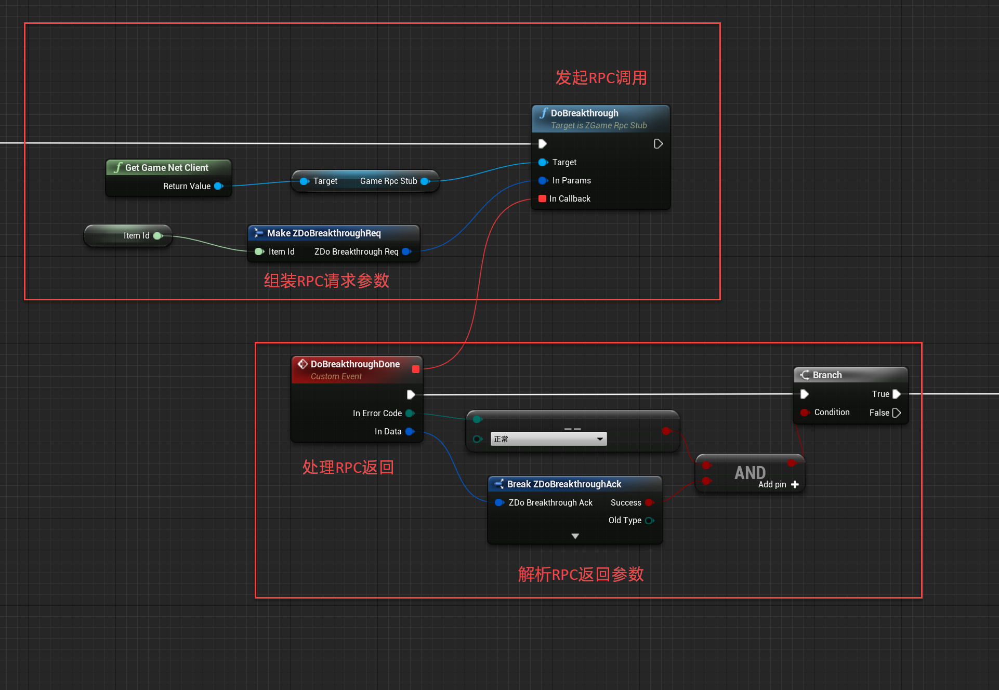 发起RPC调用
DoBreakthrough
Target is ZGame Rpc Stub
Get Game Net Client
Return Value
Target
Game Rpc Stub
Target
In Params
In Callback
Item Id
Make ZDoBreakthroughReq
Item Id
ZDo Breakthrough Req
组装RPC请求参数
DoBreakthroughDone
Custom Event
In Error Code
In Data
处理RPC返回
==
正常
Branch
True
Condition
False
AND
Add pin
Break ZDoBreakthroughAck
ZDo Breakthrough Ack
Success
Old Type
解析RPC返回参数